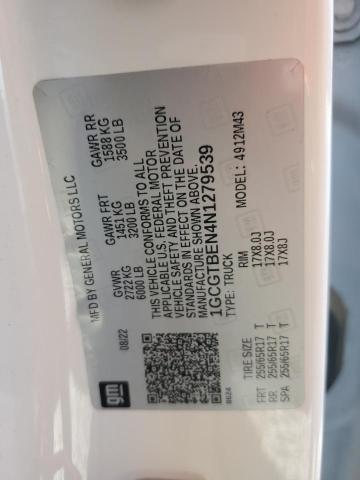 gm
MFD BY GENERAL MOTORS LLC
08/22
GVWR
2722 KG
6000 LB
GAWR FRT
1451 KG
3200 LB
GAWR RR
1588 KG
3500 LB
THIS VEHICLE CONFORMS TO ALL
APPLICABLE U.S. FEDERAL MOTOR
VEHICLE SAFETY AND THEFT PREVENTION
STANDARDS IN EFFECT ON THE DATE OF
MANUFACTURE SHOWN ABOVE.
1GCGTBEN4N1279539
TYPE: TRUCK
MODEL: 4912M43
TIRE SIZE
RIM
FRT 255/65R17 T 17X8.0J
RR 255/65R17 T 17X8.0J
SPA 255/65R17 T 17X8J